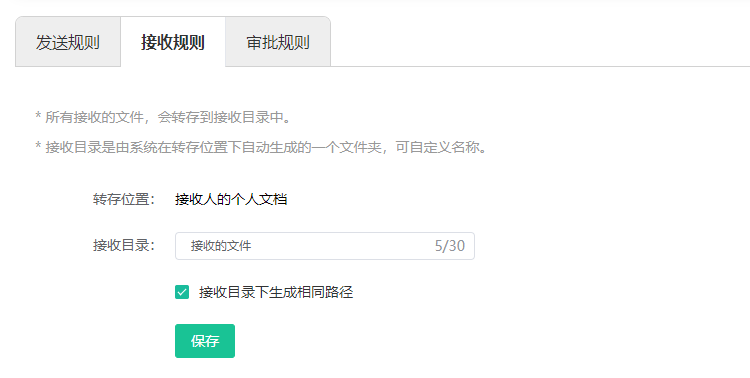 发送规则 接收规则 审批规则
* 所有接收的文件，会转存到接收目录中。
* 接收目录是由系统在转存位置下自动生成的一个文件夹，可自定义名称。
转存位置： 接收人的个人文档
接收目录： 接收的文件 5/30
接收目录下生成相同路径
保存